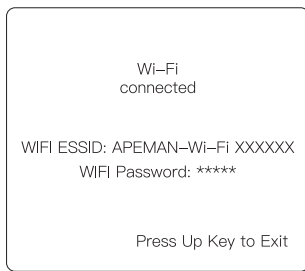 Wi–Fi
connected
WIFI ESSID: APEMAN–Wi–Fi XXXXXX
WIFI Password: *****
Press Up Key to Exit